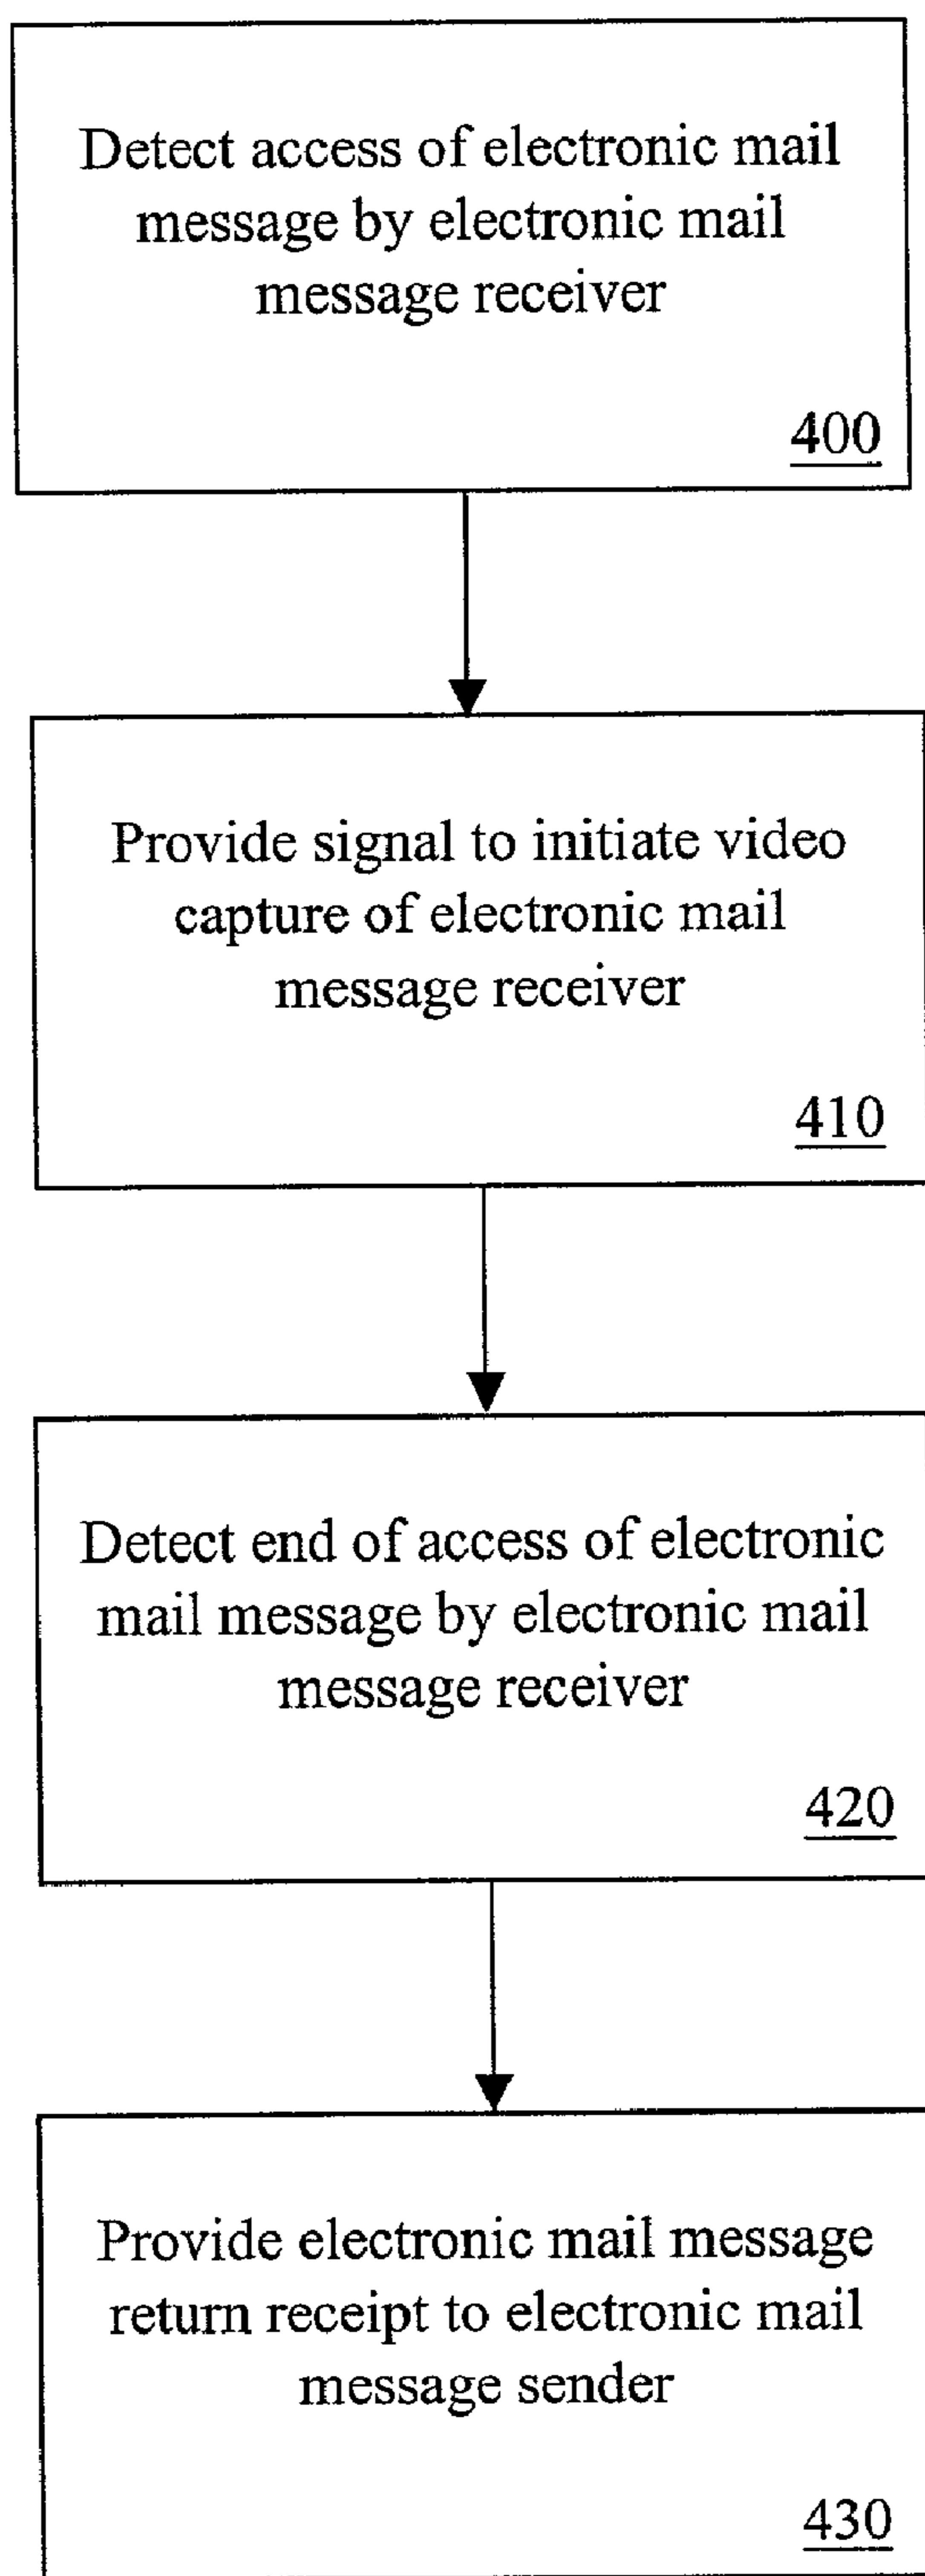 Detect access of electronic mail
message by electronic mail
message receiver
400
Provide signal to initiate video
capture of electronic mail
message receiver
410
Detect end of access of electronic
mail message by electronic mail
message receiver
420
Provide electronic mail message
return receipt to electronic mail
message sender
430